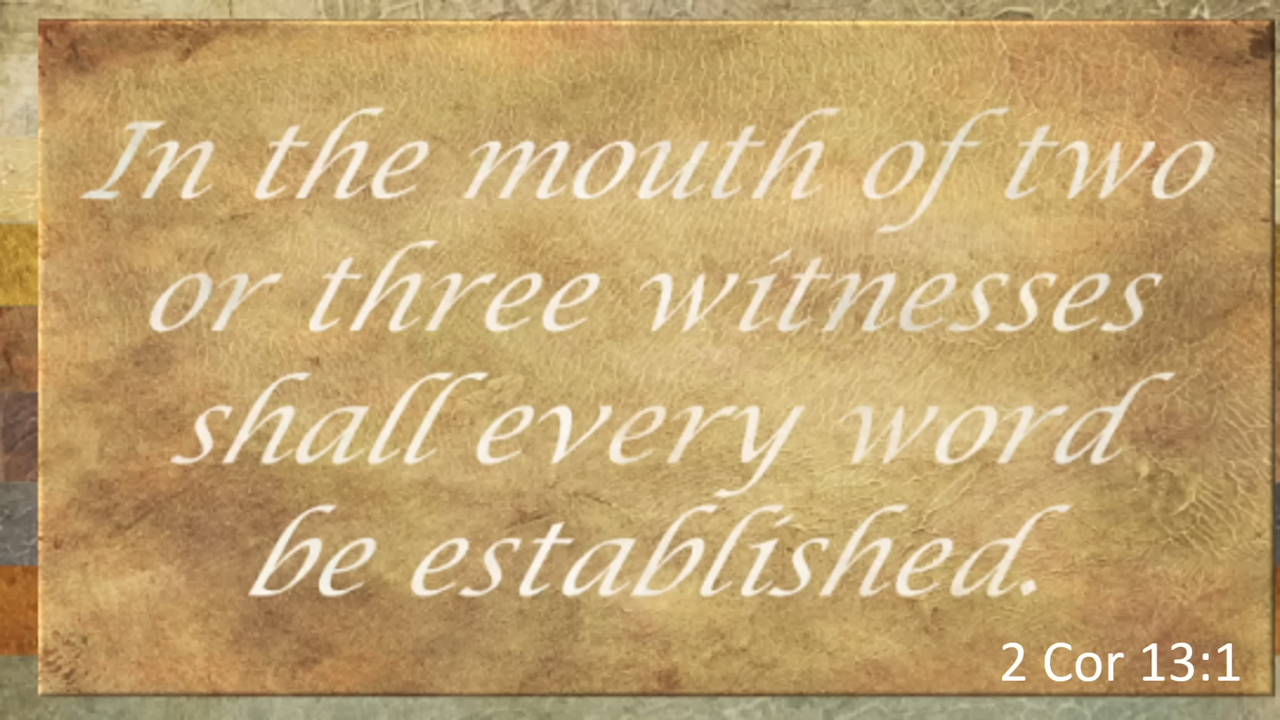 In the mouth of two
or three witnesses
shall every word
be established.
2 Cor 13:1